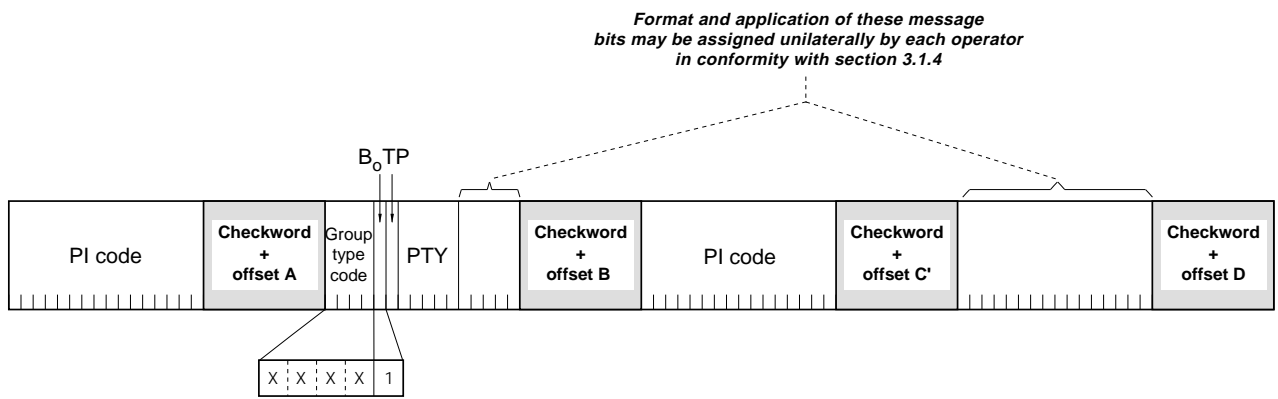 Format and application of these message
bits may be assigned unilaterally by each operator
in conformity with section 3.1.4
BoTP
PI code
Checkword
+
offset A
Group
type
code
PTY
Checkword
+
offset B
PI code
Checkword
+
offset C'
Checkword
+
offset D
X X X X 1